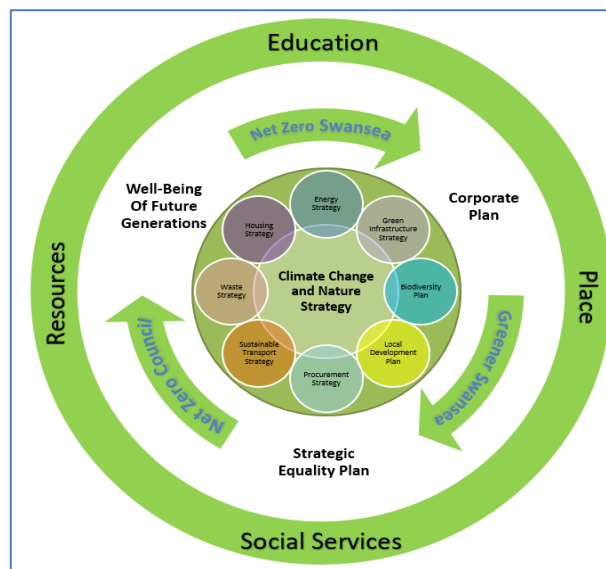 Education
Net Zero Swansea
Well-Being
Of Future
Generations
Corporate
Plan
Energy
Strategy
Housing
Strategy
Green
Infrastructure
Strategy
Resources
Place
Waste
Strategy
Climate Change
and Nature
Strategy
Biodiversity
Plan
Sustainable
Transport
Strategy
Local
Development
Plan
Procurement
Strategy
Net Zero Council
Greener Swansea
Strategic
Equality Plan
Social Services